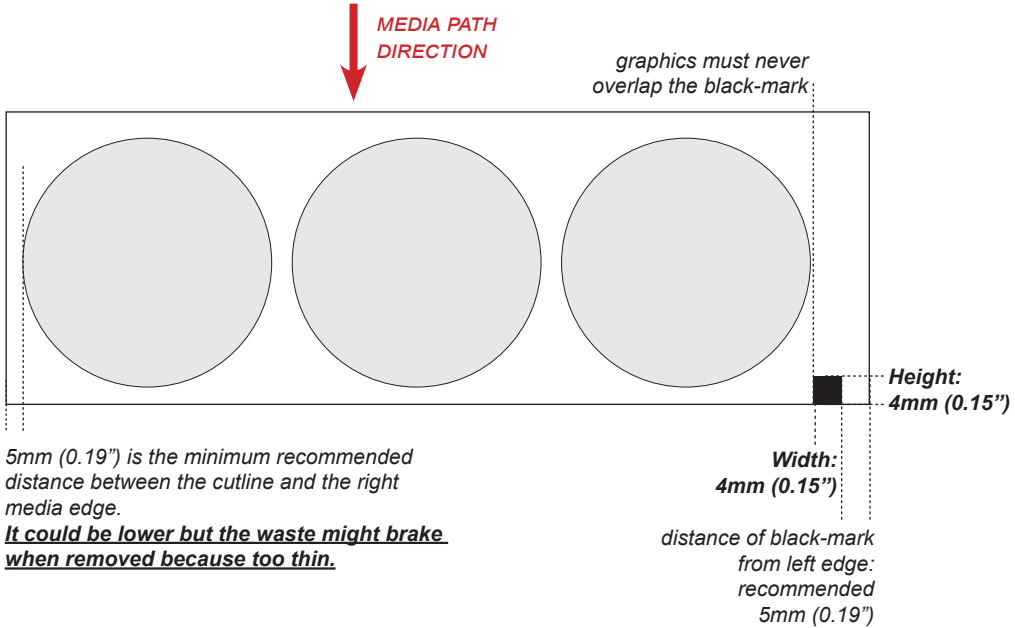 MEDIA PATH
DIRECTION
graphics must never
overlap the black-mark
Height:
4mm (0.15”)
5mm (0.19”) is the minimum recommended
distance between the cutline and the right
media edge.
It could be lower but the waste might brake
when removed because too thin.
Width:
4mm (0.15”)
distance of black-mark
from left edge:
recommended
5mm (0.19”)